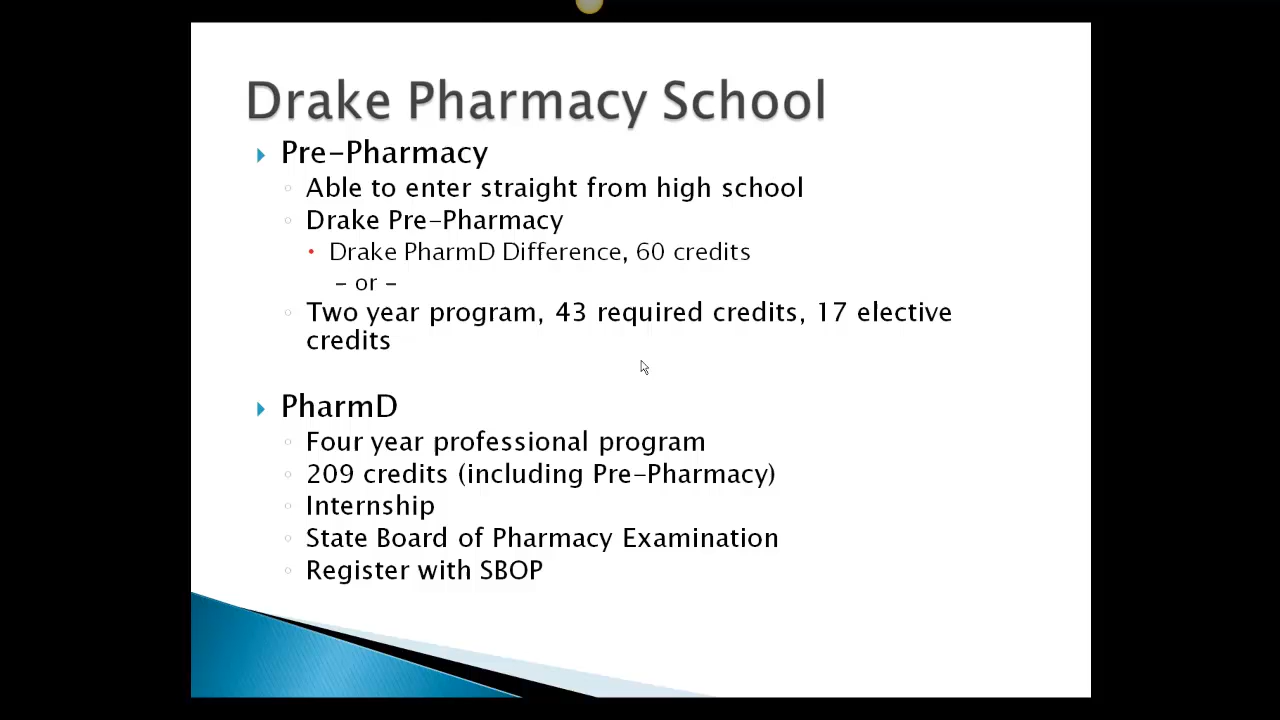 Drake Pharmacy School
Pre-Pharmacy
Able to enter straight from high school
Drake Pre-Pharmacy
Drake PharmD Difference, 60 credits
- or -
Two year program, 43 required credits, 17 elective
credits
PharmD
Four year professional program
209 credits (including Pre-Pharmacy)
Internship
State Board of Pharmacy Examination
Register with SBOP